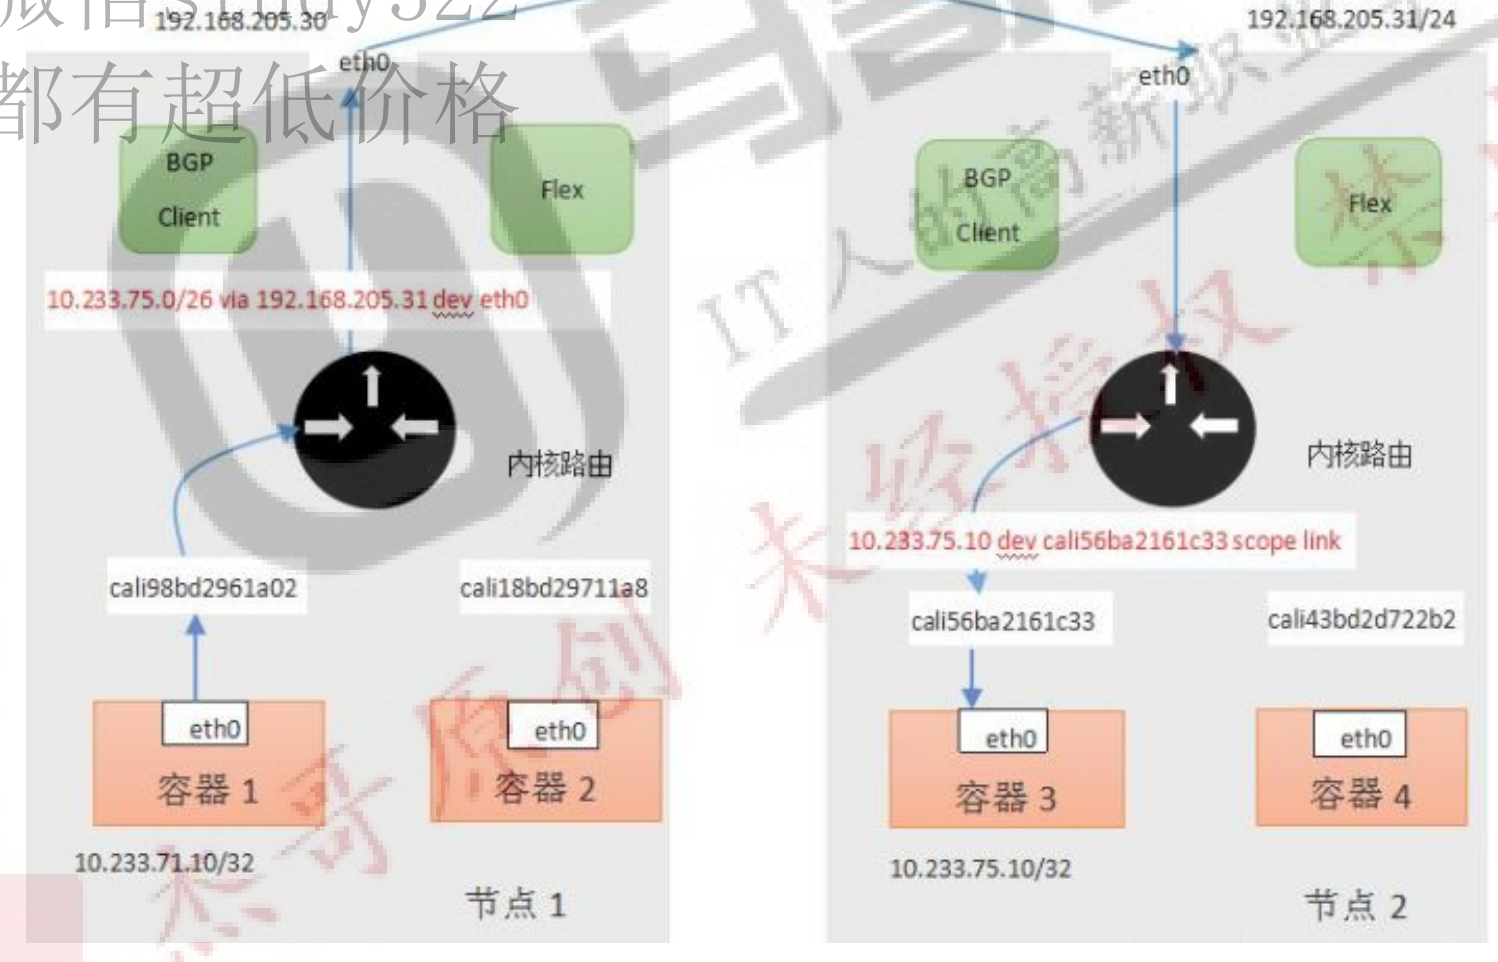 微信study322
都有超低价格
192.168.205.30
192.168.205.31/24
eth0
eth0
BGP
Client
Flex
BGP
Client
Flex
10.233.75.0/26 via 192.168.205.31 dev eth0
内核路由
内核路由
10.233.75.10 dev cali56ba2161c33 scope link
cali98bd2961a02
cali18bd29711a8
cali56ba2161c33
cali43bd2d722b2
eth0
容器 1
eth0
容器 2
eth0
容器 3
eth0
容器 4
10.233.71.10/32
10.233.75.10/32
节点 1
节点 2
IT人的高新职业
杰哥原创 未经授权 禁